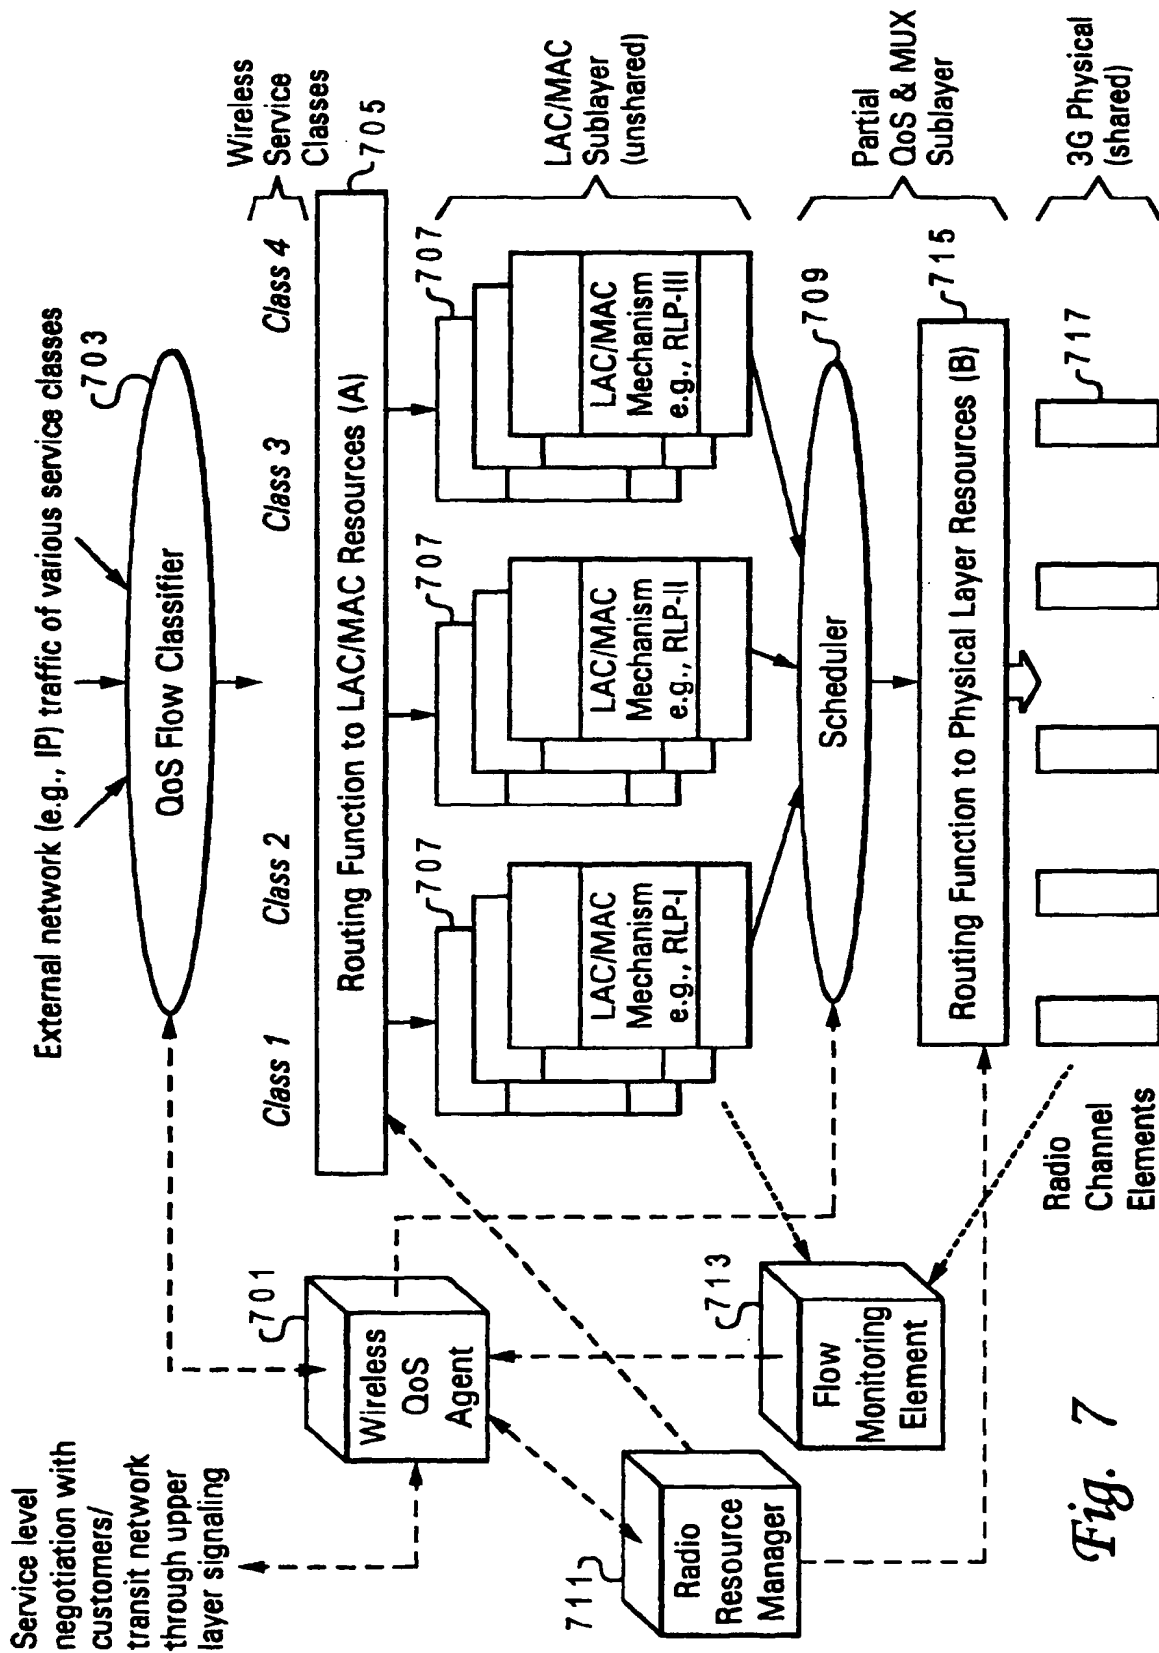 Service level
negotiation with
customers/
transit network
through upper
layer signaling
External network (e.g., IP) traffic of various service classes
703
QoS Flow Classifier
Wireless
Service
Classes
Class 1
Class 2
Class 3
Class 4
705
Routing Function to LAC/MAC Resources (A)
701
Wireless
QoS
Agent
707
LAC/MAC
Mechanism
e.g., RLP-I
707
LAC/MAC
Mechanism
e.g., RLP-II
707
LAC/MAC
Mechanism
e.g., RLP-III
LAC/MAC
Sublayer
(unshared)
711
Radio
Resource
Manager
713
Flow
Monitoring
Element
709
Scheduler
Partial
QoS & MUX
Sublayer
715
Routing Function to Physical Layer Resources (B)
717
3G Physical
(shared)
Radio
Channel
Elements
Fig. 7